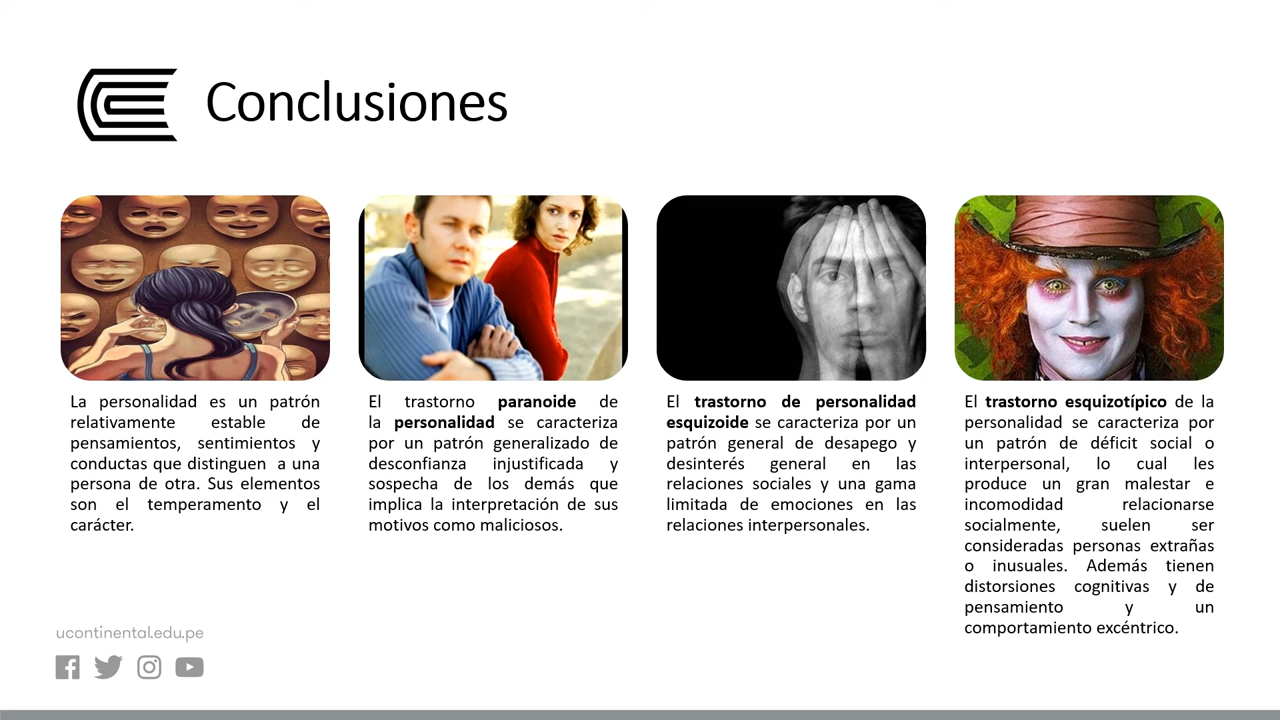 Conclusiones
La personalidad es un patrón
relativamente estable de
pensamientos, sentimientos y
conductas que distinguen a una
persona de otra. Sus elementos
son el temperamento y el
carácter.
El trastorno paranoide de
la personalidad se caracteriza
por un patrón generalizado de
desconfianza injustificada y
sospecha de los demás que
implica la interpretación de sus
motivos como maliciosos.
El trastorno de personalidad
esquizoide se caracteriza por un
patrón general de desapego y
desinterés general en las
relaciones sociales y una gama
limitada de emociones en las
relaciones interpersonales.
El trastorno esquizotípico de la
personalidad se caracteriza por
un patrón de déficit social o
interpersonal, lo cual les
produce un gran malestar e
incomodidad relacionarse
socialmente, suelen ser
consideradas personas extrañas
o inusuales. Además tienen
distorsiones cognitivas y de
pensamiento y un
comportamiento excéntrico.
ucontinental.edu.pe